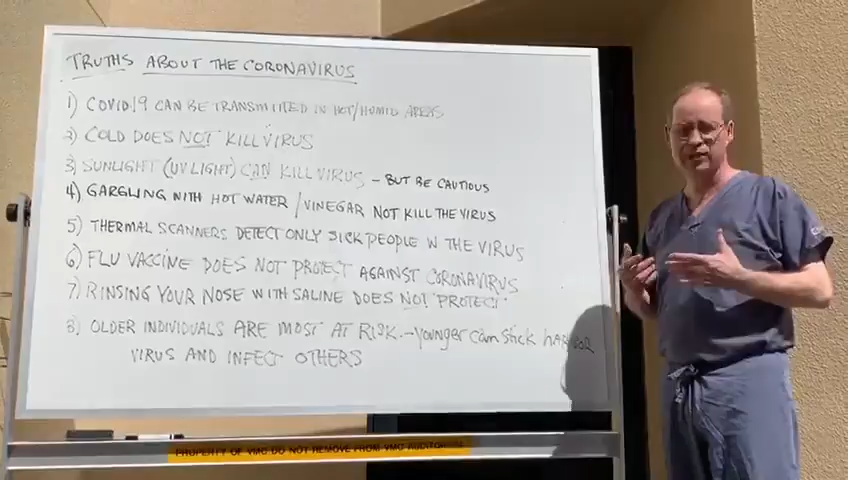 TRUTHS ABOUT THE CORONAVIRUS
1) COVID19 CAN BE TRANSMITTED IN HOT/HUMID AREAS
2) COLD DOES NOT KILL VIRUS
3) SUNLIGHT (UV LIGHT) CAN KILL VIRUS - BUT BE CAUTIOUS
4) GARGLING WITH HOT WATER / VINEGAR NOT KILL THE VIRUS
5) THERMAL SCANNERS DETECT ONLY SICK PEOPLE W THE VIRUS
6) FLU VACCINE DOES NOT PROTECT AGAINST CORONAVIRUS
7) RINSING YOUR NOSE WITH SALINE DOES NOT "PROTECT"
8) OLDER INDIVIDUALS ARE MOST AT RISK. - younger can stick harbor
VIRUS AND INFECT OTHERS
PROPERTY OF VMC DO NOT REMOVE FROM VMC AUDITORIUM